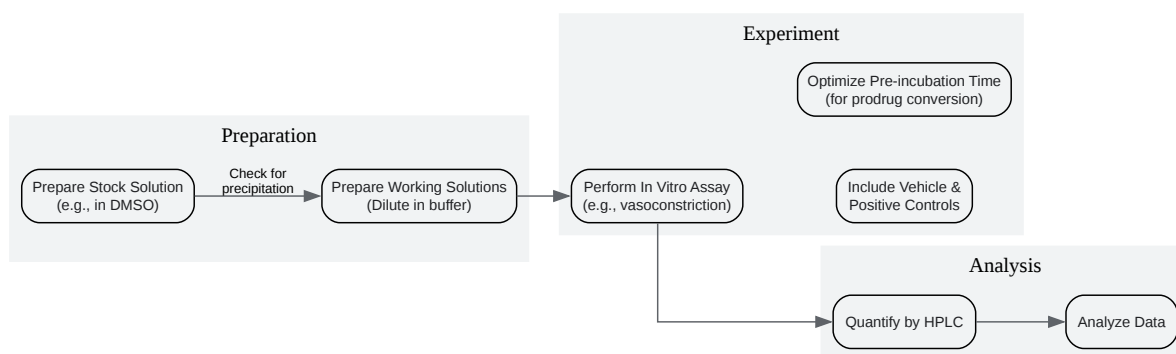 Experiment
Optimize Pre-incubation Time
(for prodrug conversion)
Preparation
Check for
precipitation
Prepare Stock Solution
(e.g., in DMSO)
Prepare Working Solutions
(Dilute in buffer)
Perform In Vitro Assay
(e.g., vasoconstriction)
Include Vehicle &
Positive Controls
Analysis
Quantify by HPLC
Analyze Data